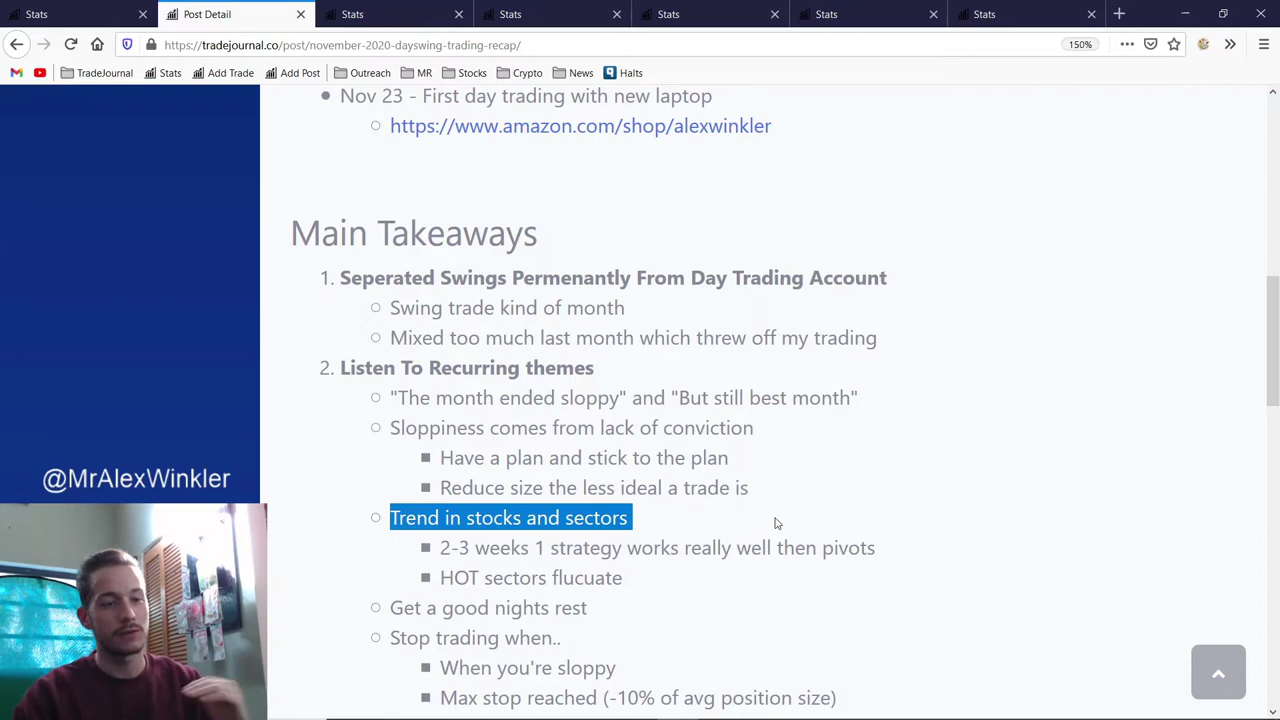 Stats
Post Detail
Stats
Stats
Stats
Stats
Stats
https://tradejournal.co/post/november-2020-dayswing-trading-recap/
150%
TradeJournal
Stats
Add Trade
Add Post
Outreach
MR
Stocks
Crypto
News
Halts
Nov 23 - First day trading with new laptop
https://www.amazon.com/shop/alexwinkler
Main Takeaways
1. Seperated Swings Permenantly From Day Trading Account
Swing trade kind of month
Mixed too much last month which threw off my trading
2. Listen To Recurring themes
"The month ended sloppy" and "But still best month"
Sloppiness comes from lack of conviction
Have a plan and stick to the plan
Reduce size the less ideal a trade is
Trend in stocks and sectors
2-3 weeks 1 strategy works really well then pivots
HOT sectors flucuate
Get a good nights rest
Stop trading when..
When you're sloppy
Max stop reached (-10% of avg position size)
@MrAlexWinkler